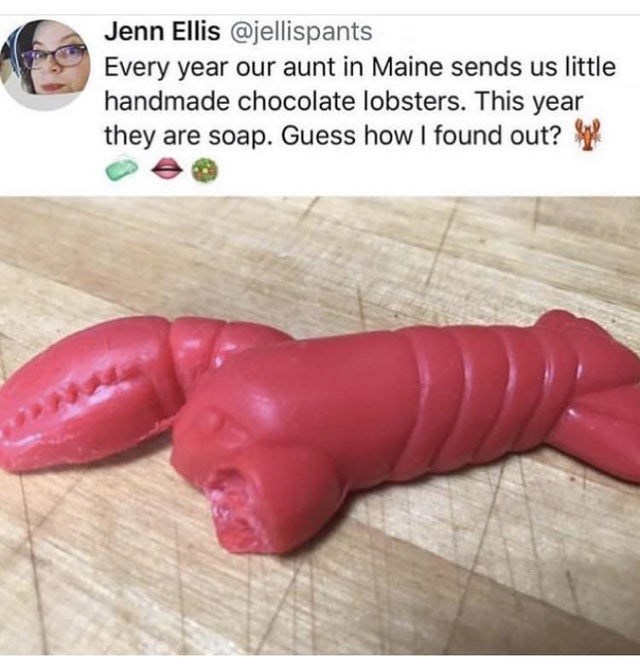 Jenn Ellis @jellispants
Every year our aunt in Maine sends us little
handmade chocolate lobsters. This year
they are soap. Guess how I found out? 🦞
🧼 👄 🤮